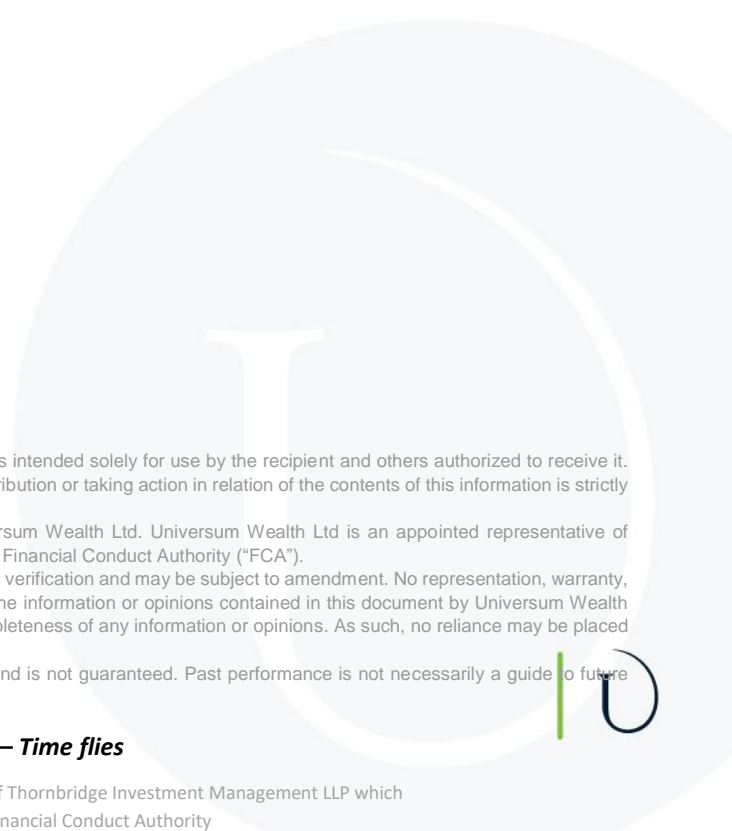 s intended solely for use by the recipient and others authorized to receive it.
ribution or taking action in relation of the contents of this information is strictly
rsum Wealth Ltd. Universum Wealth Ltd is an appointed representative of
Financial Conduct Authority (“FCA”).
verification and may be subject to amendment. No representation, warranty,
he information or opinions contained in this document by Universum Wealth
pleteness of any information or opinions. As such, no reliance may be placed
nd is not guaranteed. Past performance is not necessarily a guide to future
– Time flies
f Thornbridge Investment Management LLP which
nancial Conduct Authority